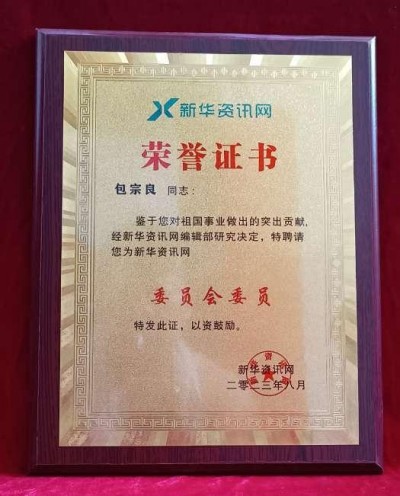 新华资讯网
荣誉证书
包宗良 同志:
鉴于您对祖国事业做出的突出贡献,
经新华资讯网编辑部研究决定,特聘请
您为新华资讯网
委员会委员
特发此证,以资鼓励。
新华资讯网
二〇二三年八月